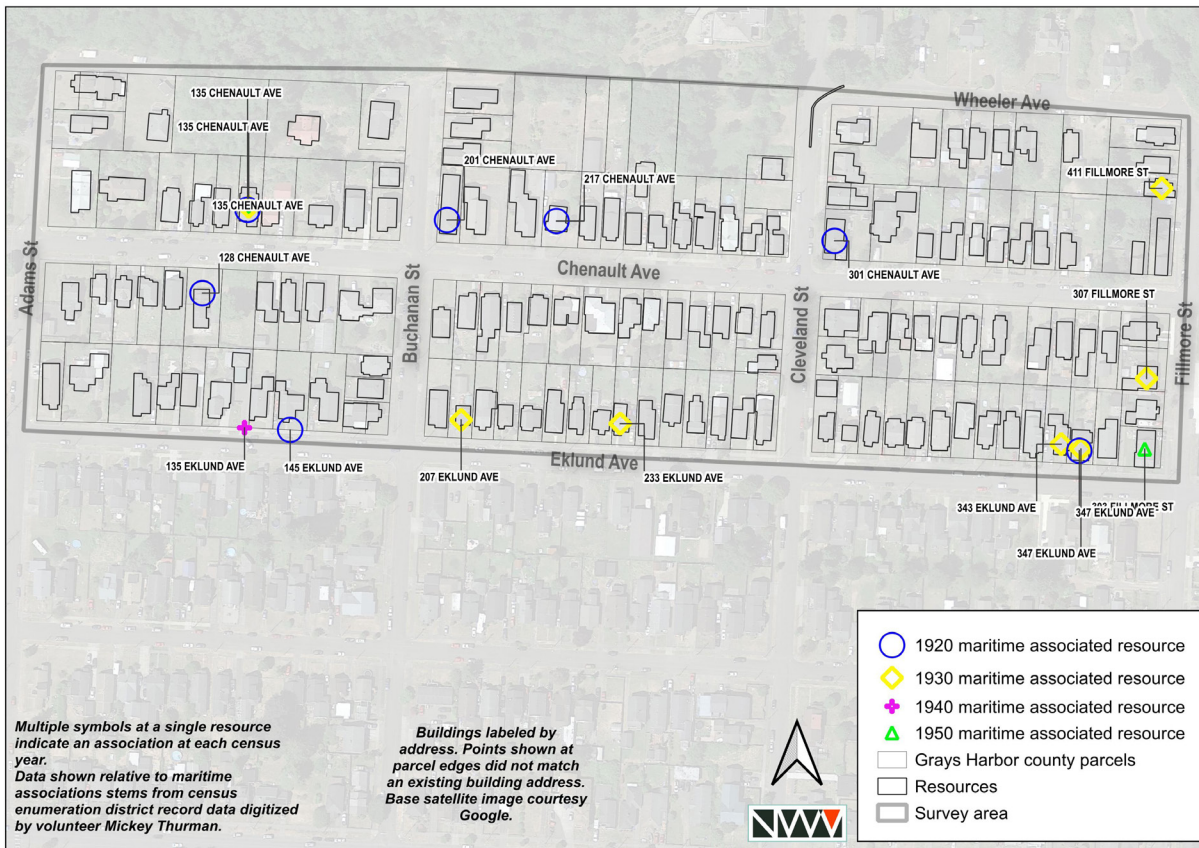 Wheeler Ave
135 CHENAULT AVE
135 CHENAULT AVE
201 CHENAULT AVE
217 CHENAULT AVE
411 FILLMORE ST
135 CHENAULT AVE
Adams St
128 CHENAULT AVE
Buchanan St
Chenault Ave
Cleveland St
301 CHENAULT AVE
307 FILLMORE ST
Fillmore St
135 EKLUND AVE
145 EKLUND AVE
207 EKLUND AVE
Eklund Ave
233 EKLUND AVE
343 EKLUND AVE
FILLMORE ST
347 EKLUND AVE
347 EKLUND AVE
1920 maritime associated resource
1930 maritime associated resource
1940 maritime associated resource
1950 maritime associated resource
Grays Harbor county parcels
Resources
Survey area
Multiple symbols at a single resource
indicate an association at each census
year.
Data shown relative to maritime
associations stems from census
enumeration district record data digitized
by volunteer Mickey Thurman.
Buildings labeled by
address. Points shown at
parcel edges did not match
an existing building address.
Base satellite image courtesy
Google.
NWV